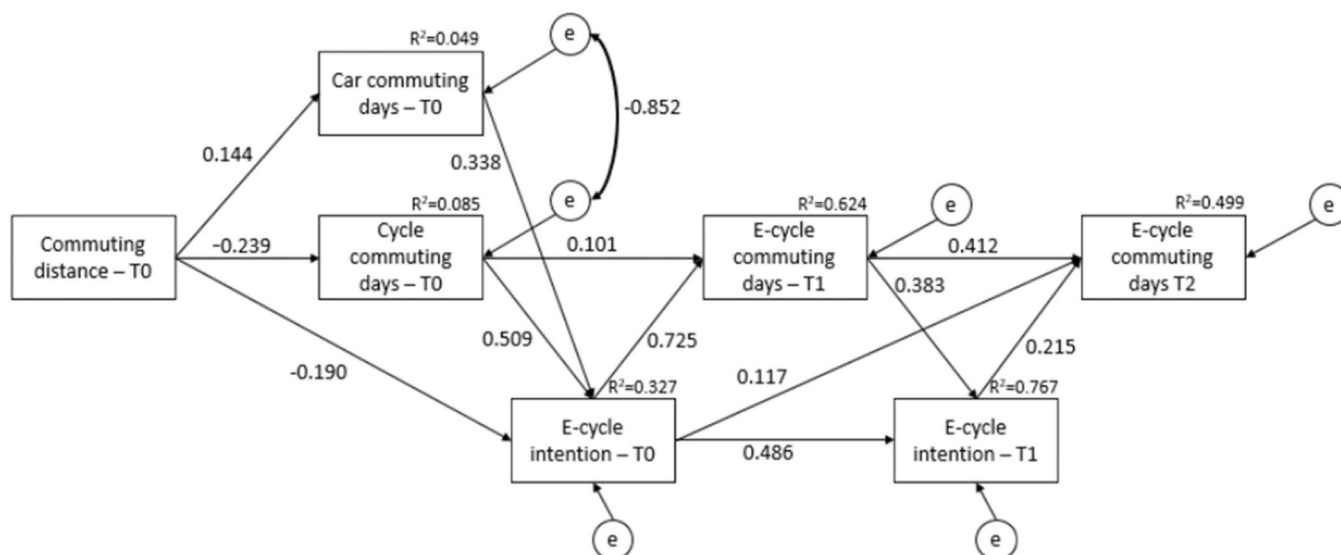 R²=0.049
e
Car commuting
days – T0
-0.852
0.144
0.338
R²=0.085
e
R²=0.624
e
R²=0.499
e
Commuting
distance – T0
-0.239
Cycle
commuting
days – T0
0.101
E-cycle
commuting
days – T1
0.412
E-cycle
commuting
days T2
0.383
0.509
0.725
0.215
-0.190
0.117
R²=0.327
R²=0.767
E-cycle
intention – T0
0.486
E-cycle
intention – T1
e
e